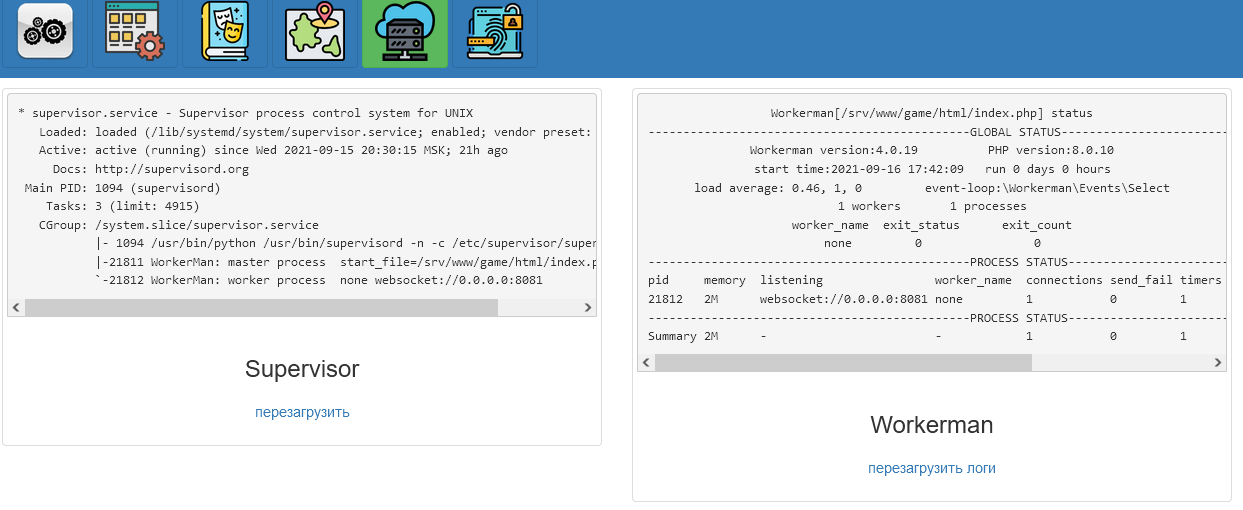 * supervisor.service - Supervisor process control system for UNIX
Loaded: loaded (/lib/systemd/system/supervisor.service; enabled; vendor preset:
Active: active (running) since Wed 2021-09-15 20:30:15 MSK; 21h ago
Docs: http://supervisord.org
Main PID: 1094 (supervisord)
Tasks: 3 (limit: 4915)
CGroup: /system.slice/supervisor.service
|- 1094 /usr/bin/python /usr/bin/supervisord -n -c /etc/supervisor/super
|-21811 WorkerMan: master process  start_file=/srv/www/game/html/index.p
`-21812 WorkerMan: worker process  none websocket://0.0.0.0:8081
Supervisor
перезагрузить
Workerman[/srv/www/game/html/index.php] status
----------------------------------------------GLOBAL STATUS------------------------
Workerman version:4.0.19          PHP version:8.0.10
start time:2021-09-16 17:42:09   run 0 days 0 hours
load average: 0.46, 1, 0         event-loop:\Workerman\Events\Select
1 workers       1 processes
worker_name  exit_status      exit_count
none         0                0
----------------------------------------------PROCESS STATUS-----------------------
pid     memory  listening                worker_name  connections send_fail timers
21812   2M      websocket://0.0.0.0:8081 none         1           0         1
----------------------------------------------PROCESS STATUS-----------------------
Summary 2M      -                        -            1           0         1
Workerman
перезагрузить логи